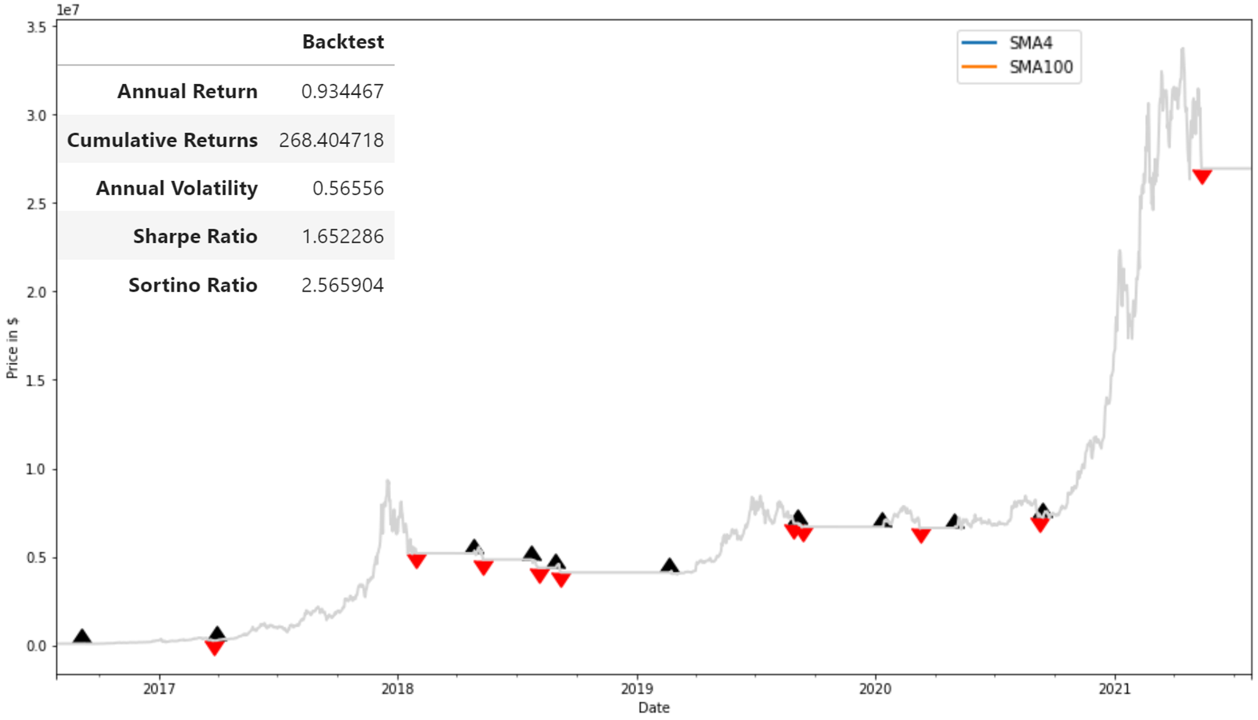 1e7
3.5
3.0
2.5
2.0
1.5
1.0
0.5
0.0
Price in $
Backtest
Annual Return 0.934467
Cumulative Returns 268.404718
Annual Volatility 0.56556
Sharpe Ratio 1.652286
Sortino Ratio 2.565904
SMA4
SMA100
2017 2018 2019 2020 2021
Date